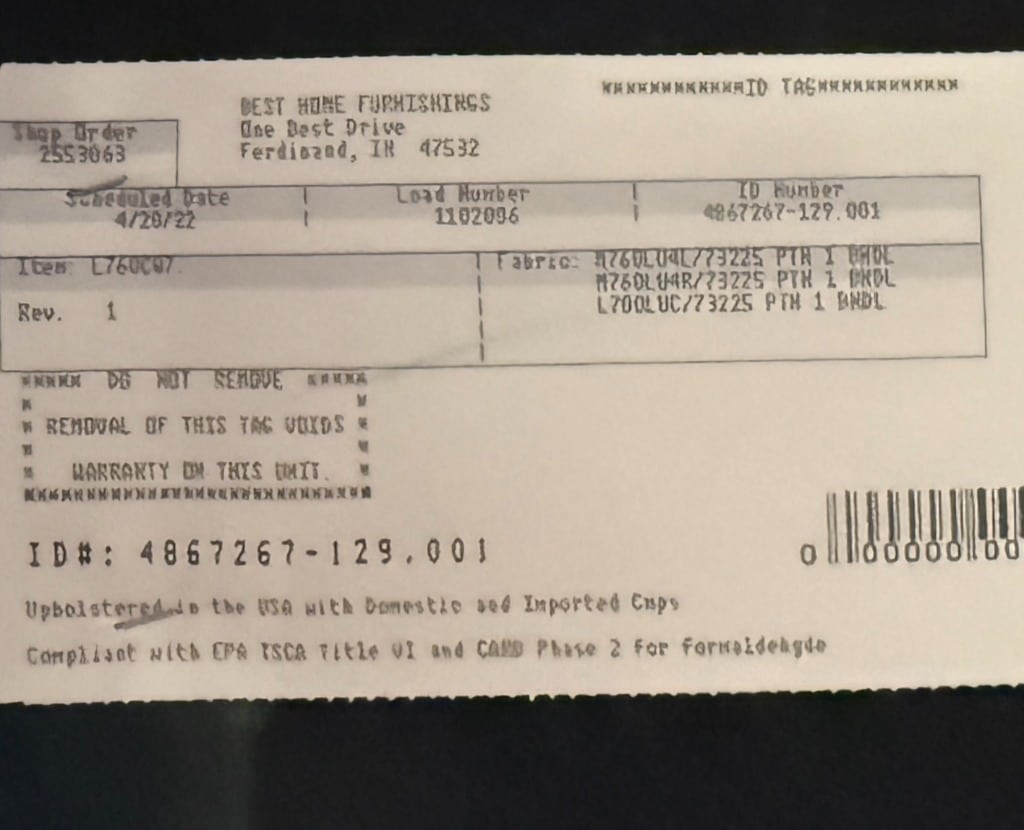 ************ID TAG************
BEST HOME FURNISHINGS
One Best Drive
Ferdinand, IN 47532
Shop Order
2553063
Scheduled Date
4/20/22
Load Number
1102096
ID Number
4867267-129.001
Item:
Rev. 1
Fabric: M760LU4L/73225 PTN 1 BNDL
M760LU4R/73225 PTN 1 BNDL
L700LUC/73225 PTN 1 BNDL
***** DO NOT REMOVE *****
* REMOVAL OF THIS TAG VOIDS *
* WARRANTY ON THIS UNIT. *
ID#: 4867267-129.001
0 00000 00
Upholstered in the USA with Domestic and Imported
Compliant with EPA TSCA Title VI and CARB Phase 2 for formaldehyde